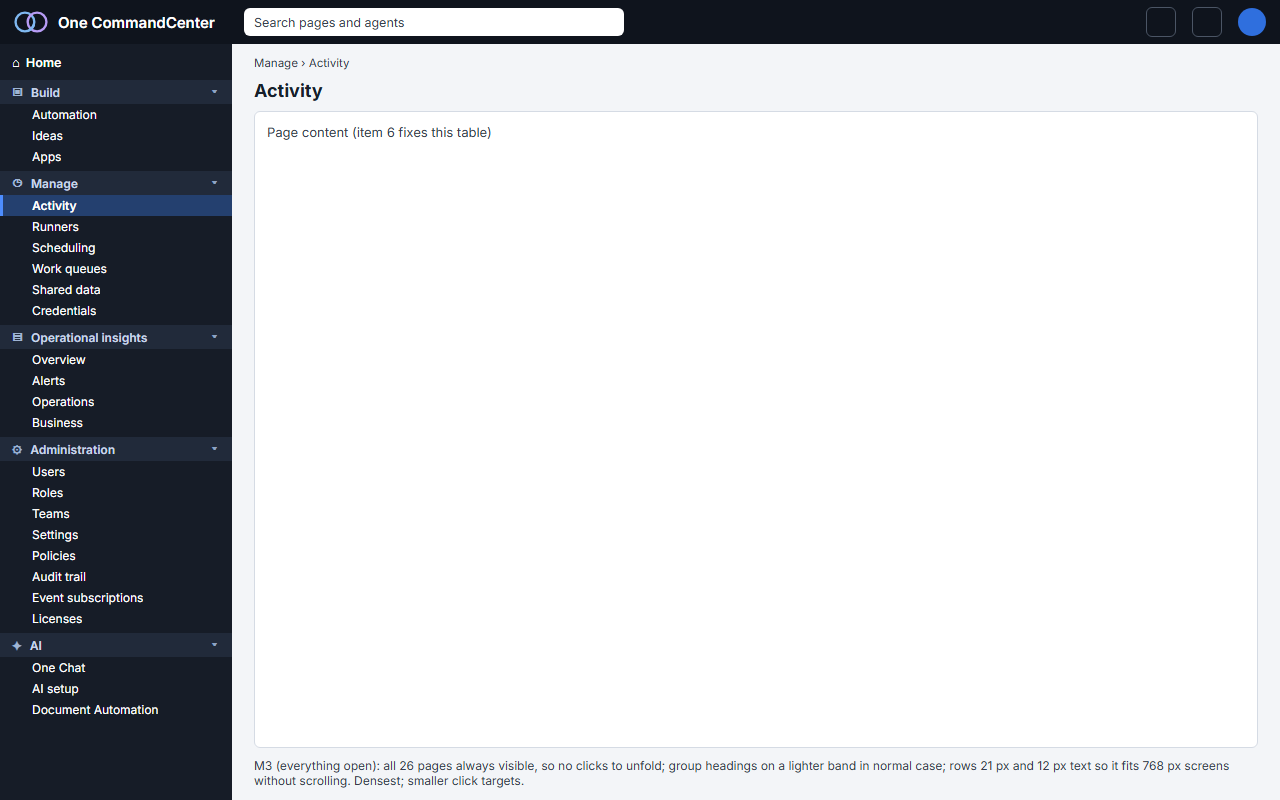 One CommandCenter
Search pages and agents
Home
Build
Automation
Ideas
Apps
Manage
Activity
Runners
Scheduling
Work queues
Shared data
Credentials
Operational insights
Overview
Alerts
Operations
Business
Administration
Users
Roles
Teams
Settings
Policies
Audit trail
Event subscriptions
Licenses
AI
One Chat
AI setup
Document Automation
Manage › Activity
Activity
Page content (item 6 fixes this table)
M3 (everything open): all 26 pages always visible, so no clicks to unfold; group headings on a lighter band in normal case; rows 21 px and 12 px text so it fits 768 px screens
without scrolling. Densest; smaller click targets.